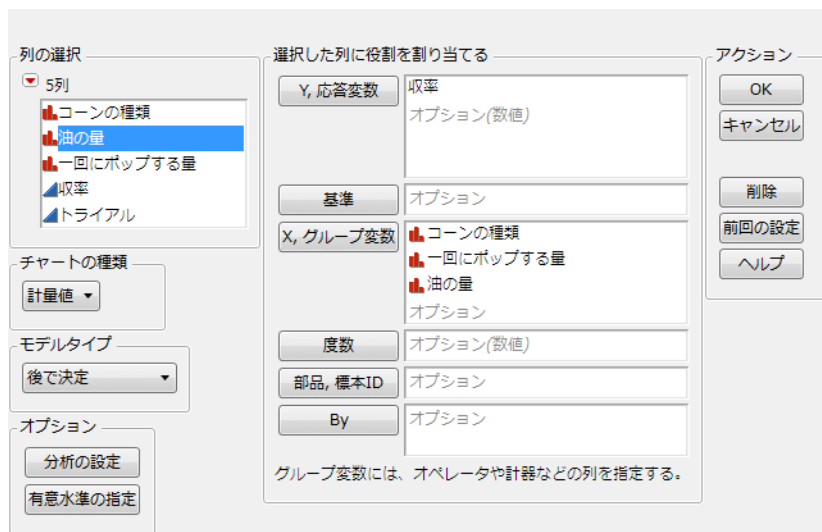 列の選択
5列
コーンの種類
油の量
一回にポップする量
収率
トライアル
チャートの種類
計量値
モデルタイプ
後で決定
オプション
分析の設定
有意水準の指定
選択した列に役割を割り当てる
Y, 応答変数
収率
オプション(数値)
基準
オプション
X, グループ変数
コーンの種類
一回にポップする量
油の量
オプション
度数
オプション(数値)
部品, 標本ID
オプション
By
オプション
グループ変数には、オペレータや計器などの列を指定する。
アクション
OK
キャンセル
削除
前回の設定
ヘルプ